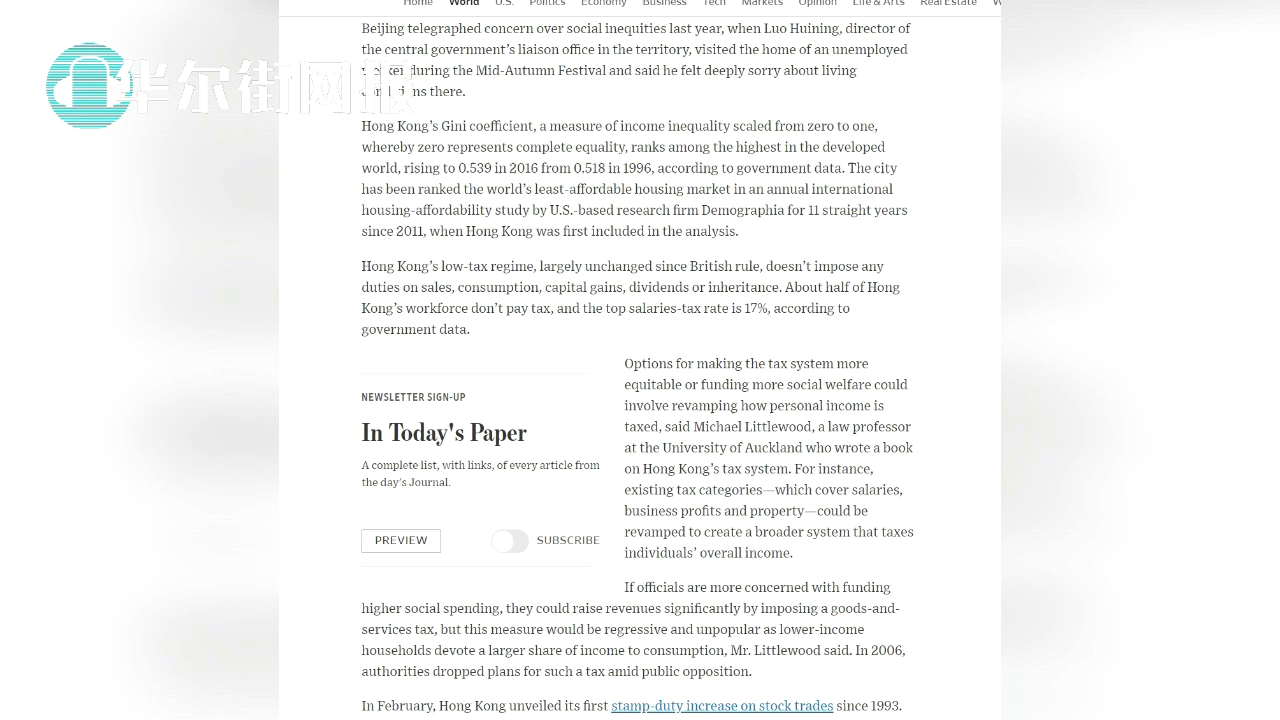 Home World U.S. Politics Economy Business Tech Markets Opinion Life & Arts Real Estate
Beijing telegraphed concern over social inequities last year, when Luo Huining, director of
the central government's liaison office in the territory, visited the home of an unemployed
during the Mid-Autumn Festival and said he felt deeply sorry about living
there.
华尔街网报
Hong Kong's Gini coefficient, a measure of income inequality scaled from zero to one,
whereby zero represents complete equality, ranks among the highest in the developed
world, rising to 0.539 in 2016 from 0.518 in 1996, according to government data. The city
has been ranked the world's least-affordable housing market in an annual international
housing-affordability study by U.S.-based research firm Demographia for 11 straight years
since 2011, when Hong Kong was first included in the analysis.
Hong Kong's low-tax regime, largely unchanged since British rule, doesn't impose any
duties on sales, consumption, capital gains, dividends or inheritance. About half of Hong
Kong's workforce don't pay tax, and the top salaries-tax rate is 17%, according to
government data.
NEWSLETTER SIGN-UP
In Today's Paper
A complete list, with links, of every article from
the day's Journal.
PREVIEW SUBSCRIBE
Options for making the tax system more
equitable or funding more social welfare could
involve revamping how personal income is
taxed, said Michael Littlewood, a law professor
at the University of Auckland who wrote a book
on Hong Kong's tax system. For instance,
existing tax categories—which cover salaries,
business profits and property—could be
revamped to create a broader system that taxes
individuals' overall income.
If officials are more concerned with funding
higher social spending, they could raise revenues significantly by imposing a goods-and-
services tax, but this measure would be regressive and unpopular as lower-income
households devote a larger share of income to consumption, Mr. Littlewood said. In 2006,
authorities dropped plans for such a tax amid public opposition.
In February, Hong Kong unveiled its first stamp-duty increase on stock trades since 1993.